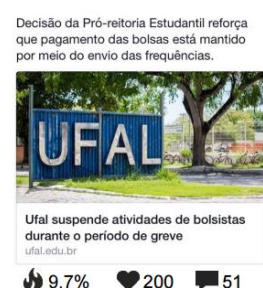 Decisão da Pró-reitoria Estudantil reforça
que pagamento das bolsas está mantido
por meio do envio das frequências.
UFAL
Ufal suspende atividades de bolsistas
durante o período de greve
ufal.edu.br
9.7% 200 51